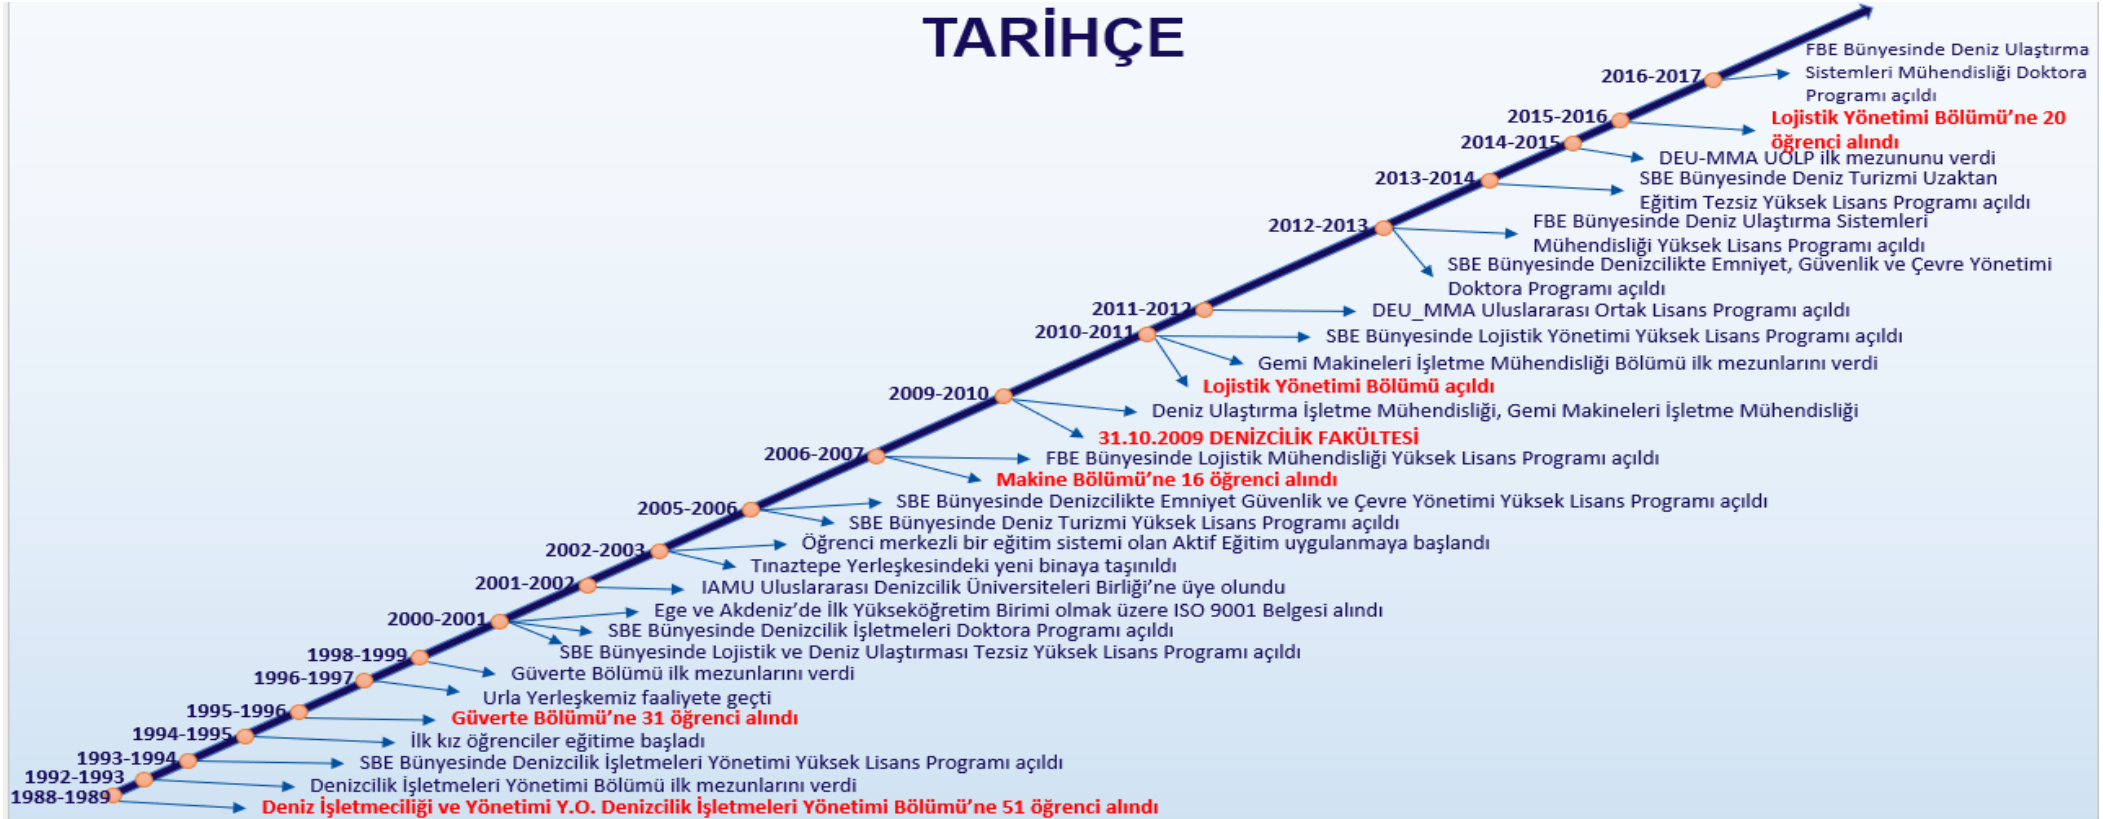 TARİHÇE
2016-2017
FBE Bünyesinde Deniz Ulaştırma
Sistemleri Mühendisliği Doktora
Programı açıldı
2015-2016
Lojistik Yönetimi Bölümü’ne 20
öğrenci alındı
2014-2015
DEU-MMA UOLP ilk mezununu verdi
2013-2014
SBE Bünyesinde Deniz Turizmi Uzaktan
Eğitim Tezsiz Yüksek Lisans Programı açıldı
2012-2013
FBE Bünyesinde Deniz Ulaştırma Sistemleri
Mühendisliği Yüksek Lisans Programı açıldı
SBE Bünyesinde Denizcilikte Emniyet, Güvenlik ve Çevre Yönetimi
Doktora Programı açıldı
2011-2012
DEU_MMA Uluslararası Ortak Lisans Programı açıldı
2010-2011
SBE Bünyesinde Lojistik Yönetimi Yüksek Lisans Programı açıldı
Gemi Makineleri İşletme Mühendisliği Bölümü ilk mezunlarını verdi
Lojistik Yönetimi Bölümü açıldı
2009-2010
Deniz Ulaştırma İşletme Mühendisliği, Gemi Makineleri İşletme Mühendisliği
31.10.2009 DENİZCİLİK FAKÜLTESİ
2006-2007
FBE Bünyesinde Lojistik Mühendisliği Yüksek Lisans Programı açıldı
Makine Bölümü’ne 16 öğrenci alındı
2005-2006
SBE Bünyesinde Denizcilikte Emniyet Güvenlik ve Çevre Yönetimi Yüksek Lisans Programı açıldı
SBE Bünyesinde Deniz Turizmi Yüksek Lisans Programı açıldı
2002-2003
Öğrenci merkezli bir eğitim sistemi olan Aktif Eğitim uygulanmaya başlandı
Tınaztepe Yerleşkesindeki yeni binaya taşınıldı
2001-2002
IAMU Uluslararası Denizcilik Üniversiteleri Birliği’ne üye olundu
2000-2001
Ege ve Akdeniz’de İlk Yükseköğretim Birimi olmak üzere ISO 9001 Belgesi alındı
SBE Bünyesinde Denizcilik İşletmeleri Doktora Programı açıldı
SBE Bünyesinde Lojistik ve Deniz Ulaştırması Tezsiz Yüksek Lisans Programı açıldı
1998-1999
Güverte Bölümü ilk mezunlarını verdi
1996-1997
Urla Yerleşkemiz faaliyete geçti
1995-1996
Güverte Bölümü’ne 31 öğrenci alındı
1994-1995
İlk kız öğrenciler eğitime başladı
1993-1994
SBE Bünyesinde Denizcilik İşletmeleri Yönetimi Yüksek Lisans Programı açıldı
1992-1993
Denizcilik İşletmeleri Yönetimi Bölümü ilk mezunlarını verdi
1988-1989
Deniz İşletmeciliği ve Yönetimi Y.O. Denizcilik İşletmeleri Yönetimi Bölümü’ne 51 öğrenci alındı